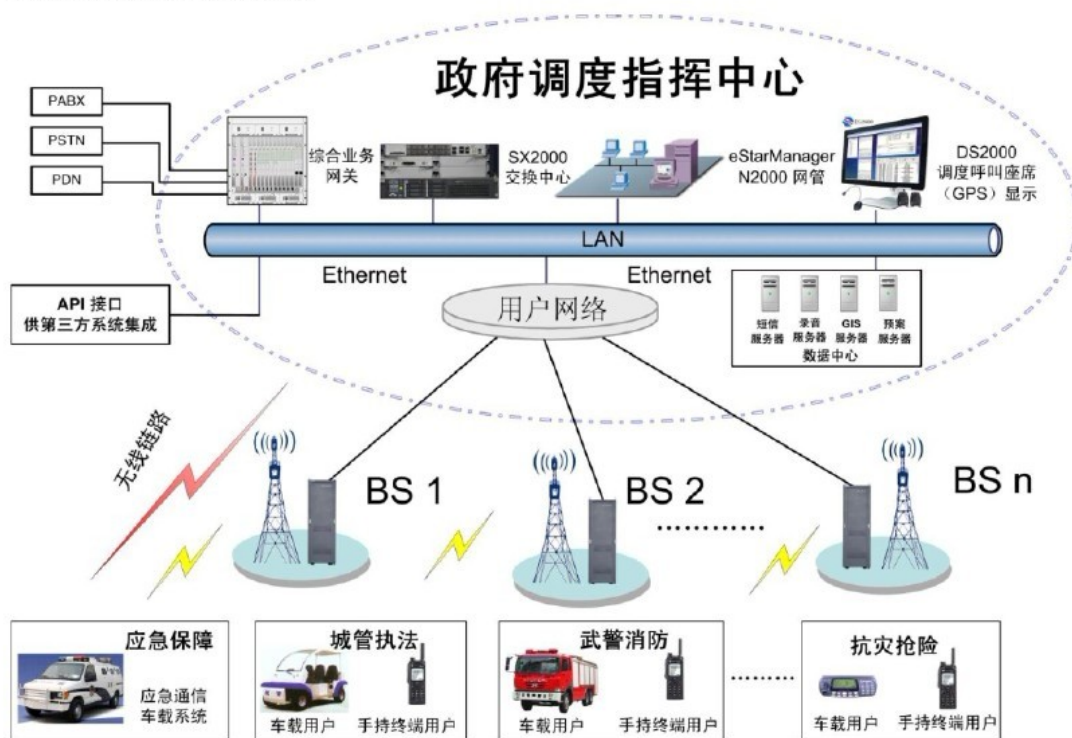 政府调度指挥中心
PABX
PSTN
PDN
综合业务
网关
SX2000
交换中心
eStarManager
N2000 网管
DS2000
调度呼叫座席
（GPS）显示
LAN
Ethernet
Ethernet
API 接口
供第三方系统集成
用户网络
短信
服务器
录音
服务器
GIS
服务器
预案
服务器
数据中心
无线链路
BS 1
BS 2
············
BS n
应急保障
应急通信
车载系统
城管执法
车载用户
手持终端用户
武警消防
车载用户
手持终端用户
··········
抗灾抢险
车载用户
手持终端用户